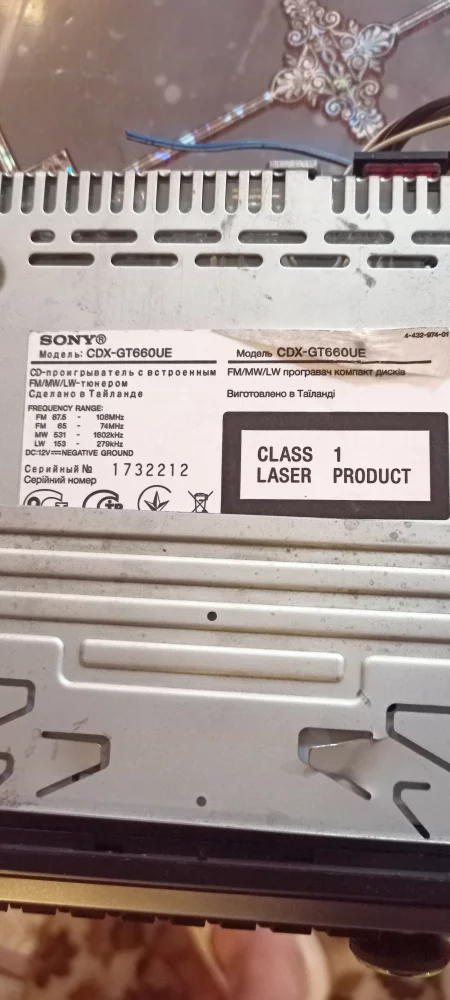 4-432-974-01
SONY®
Модель: CDX-GT660UE
CD-проигрыватель с встроенным
FM/MW/LW-тюнером
Сделано в Тайланде
FREQUENCY RANGE:
FM 87.5 - 108MHz
FM 65 - 74MHz
MW 531 - 1602kHz
LW 153 - 279kHz
DC:12V⎓NEGATIVE GROUND
Серийный № 1732212
Серійний номер
Модель CDX-GT660UE
FM/MW/LW програвач компакт дисків
Виготовлено в Таїланді
CLASS 1
LASER PRODUCT